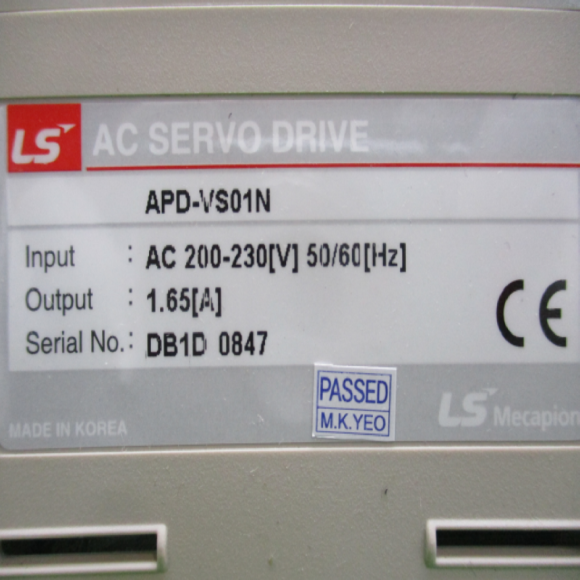 LS AC SERVO DRIVE
APD-VS01N
Input : AC 200-230[V] 50/60[Hz]
Output : 1.65[A]
Serial No. : DB1D 0847
CE
PASSED
M.K.YEO
MADE IN KOREA
LS Mecapion